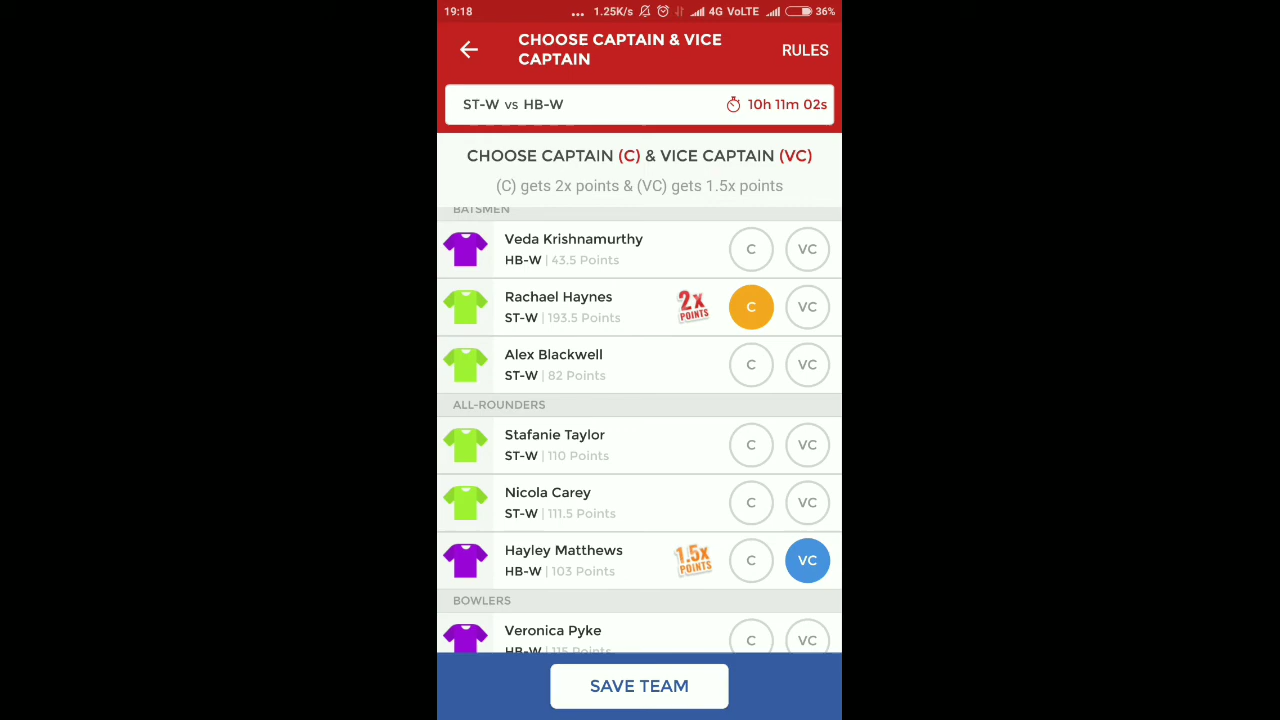 19:18 ... 1.25K/s 4G VoLTE 36%
CHOOSE CAPTAIN & VICE
CAPTAIN
RULES
ST-W vs HB-W 10h 11m 02s
CHOOSE CAPTAIN (C) & VICE CAPTAIN (VC)
(C) gets 2x points & (VC) gets 1.5x points
BATSMEN
Veda Krishnamurthy
HB-W | 43.5 Points
C VC
Rachael Haynes
ST-W | 193.5 Points
2X
POINTS
C VC
Alex Blackwell
ST-W | 82 Points
C VC
ALL-ROUNDERS
Stafanie Taylor
ST-W | 110 Points
C VC
Nicola Carey
ST-W | 111.5 Points
C VC
Hayley Matthews
HB-W | 103 Points
1.5X
POINTS
C VC
BOWLERS
Veronica Pyke
HB-W | 115 Points
C VC
SAVE TEAM